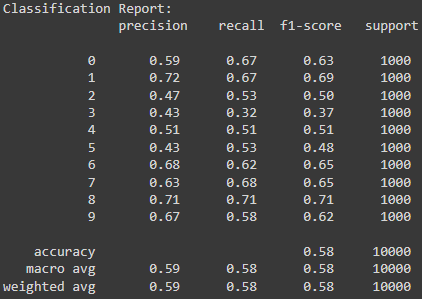 Classification Report:
precision recall f1-score support
0 0.59 0.67 0.63 1000
1 0.72 0.67 0.69 1000
2 0.47 0.53 0.50 1000
3 0.43 0.32 0.37 1000
4 0.51 0.51 0.51 1000
5 0.43 0.53 0.48 1000
6 0.68 0.62 0.65 1000
7 0.63 0.68 0.65 1000
8 0.71 0.71 0.71 1000
9 0.67 0.58 0.62 1000
accuracy 0.58 10000
macro avg 0.59 0.58 0.58 10000
weighted avg 0.59 0.58 0.58 10000